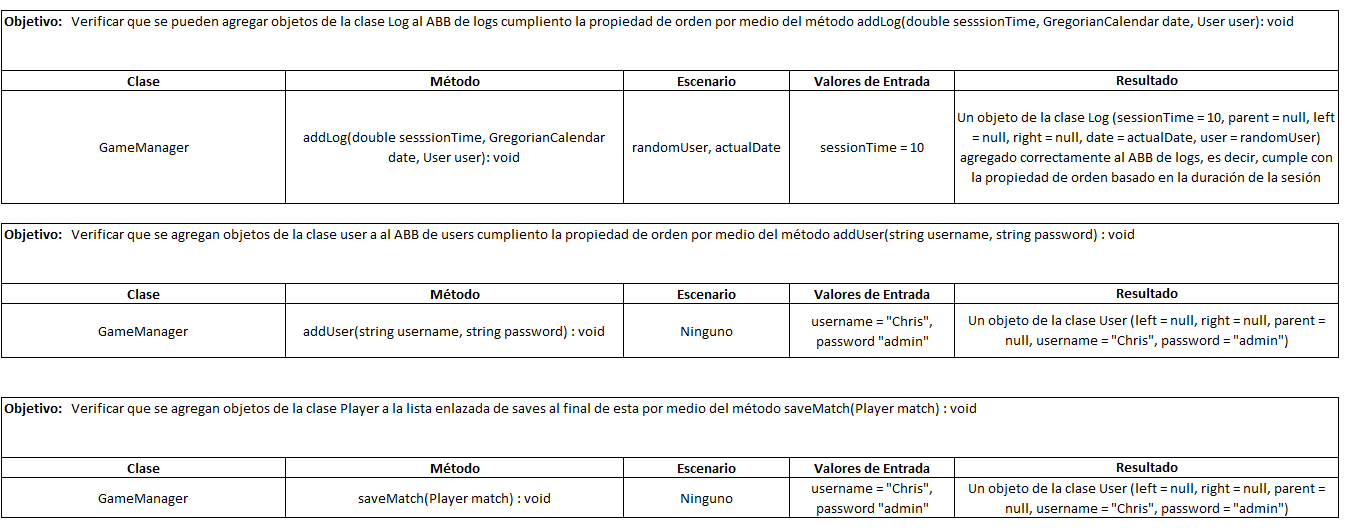 Objetivo: Verificar que se pueden agregar objetos de la clase Log al ABB de logs cumpliento la propiedad de orden por medio del método addLog(double sesssionTime, GregorianCalendar date, User user): void
Clase Método Escenario Valores de Entrada Resultado
GameManager
addLog(double sesssionTime, GregorianCalendar
date, User user): void
randomUser, actualDate
sessionTime = 10
Un objeto de la clase Log (sessionTime = 10, parent = null, left
= null, right = null, date = actualDate, user = randomUser)
agregado correctamente al ABB de logs, es decir, cumple con
la propiedad de orden basado en la duración de la sesión
Objetivo: Verificar que se agregan objetos de la clase user a al ABB de users cumpliento la propiedad de orden por medio del método addUser(string username, string password) : void
Clase Método Escenario Valores de Entrada Resultado
GameManager
addUser(string username, string password) : void
Ninguno
username = "Chris",
password "admin"
Un objeto de la clase User (left = null, right = null, parent =
null, username = "Chris", password = "admin")
Objetivo: Verificar que se agregan objetos de la clase Player a la lista enlazada de saves al final de esta por medio del método saveMatch(Player match) : void
Clase Método Escenario Valores de Entrada Resultado
GameManager
saveMatch(Player match) : void
Ninguno
username = "Chris",
password "admin"
Un objeto de la clase User (left = null, right = null, parent =
null, username = "Chris", password = "admin")